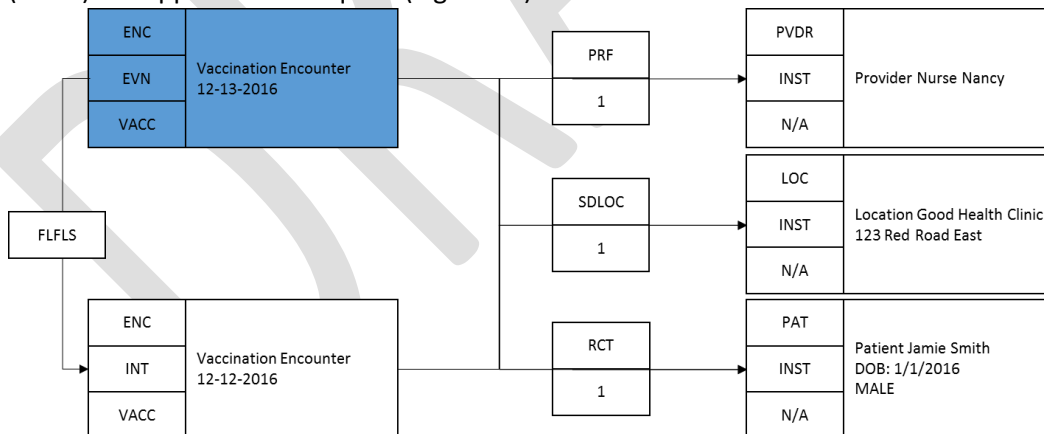 ENC
EVN
VACC
Vaccination Encounter
12-13-2016
PRF
1
PVDR
INST
N/A
Provider Nurse Nancy
FLFLS
SDLOC
1
LOC
INST
N/A
Location Good Health Clinic
123 Red Road East
ENC
INT
VACC
Vaccination Encounter
12-12-2016
RCT
1
PAT
INST
N/A
Patient Jamie Smith
DOB: 1/1/2016
MALE